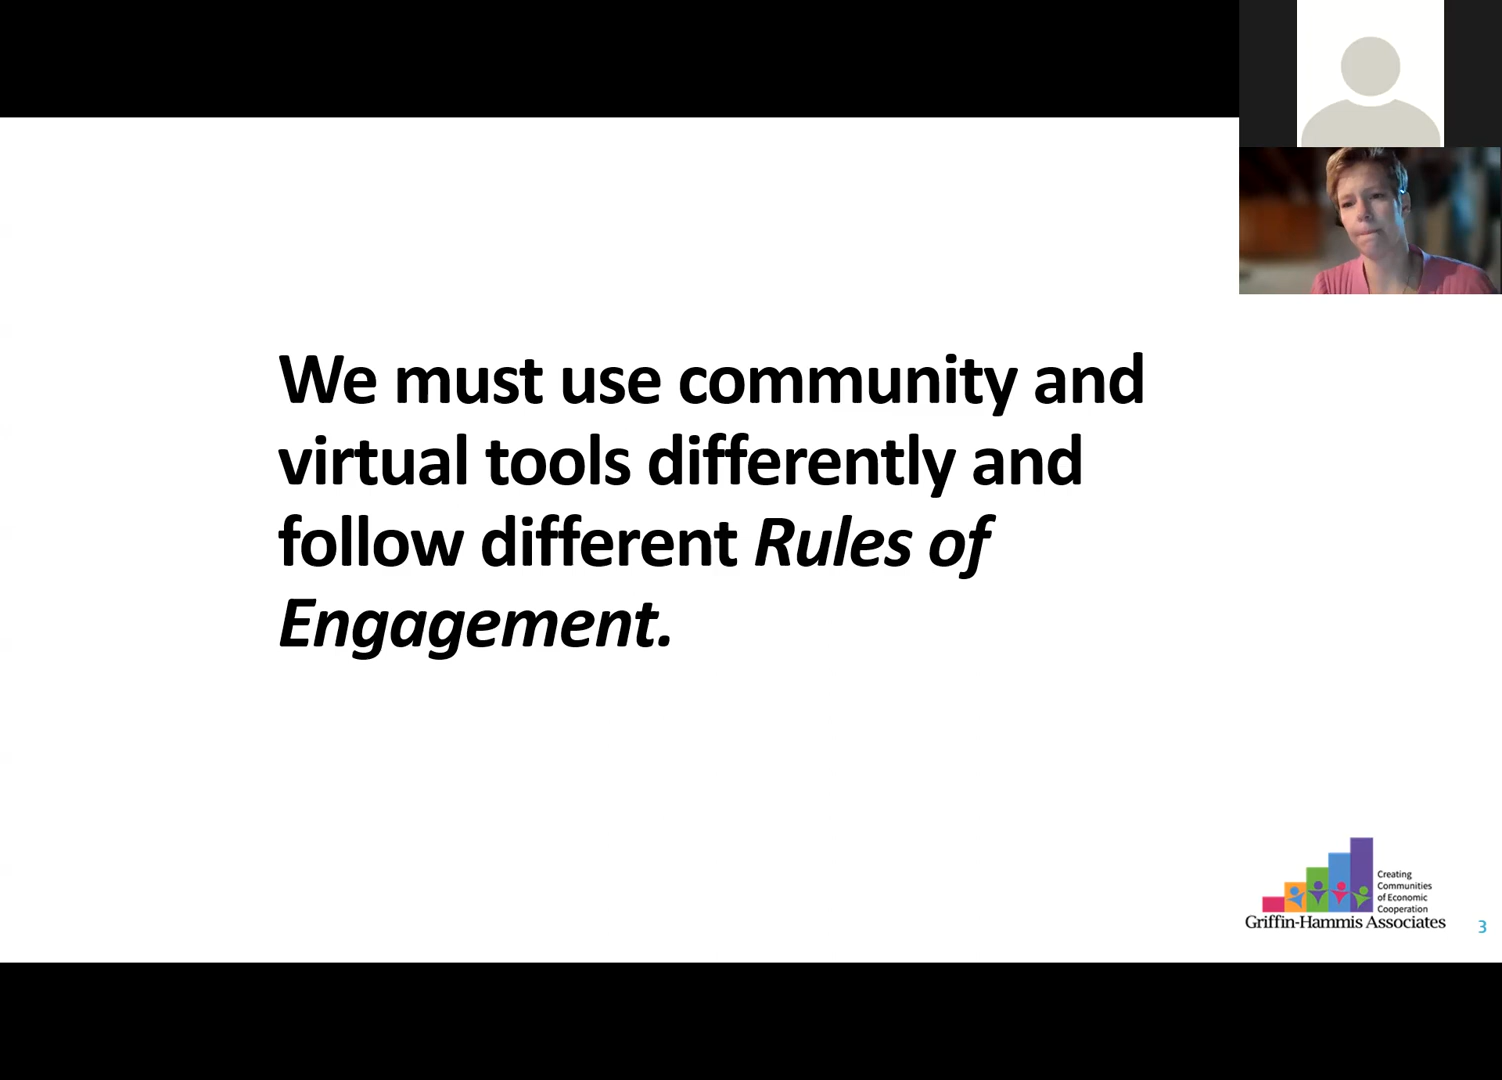 We must use community and
virtual tools differently and
follow different Rules of
Engagement.
Creating
Communities
of Economic
Cooperation
Griffin-Hammis Associates
3